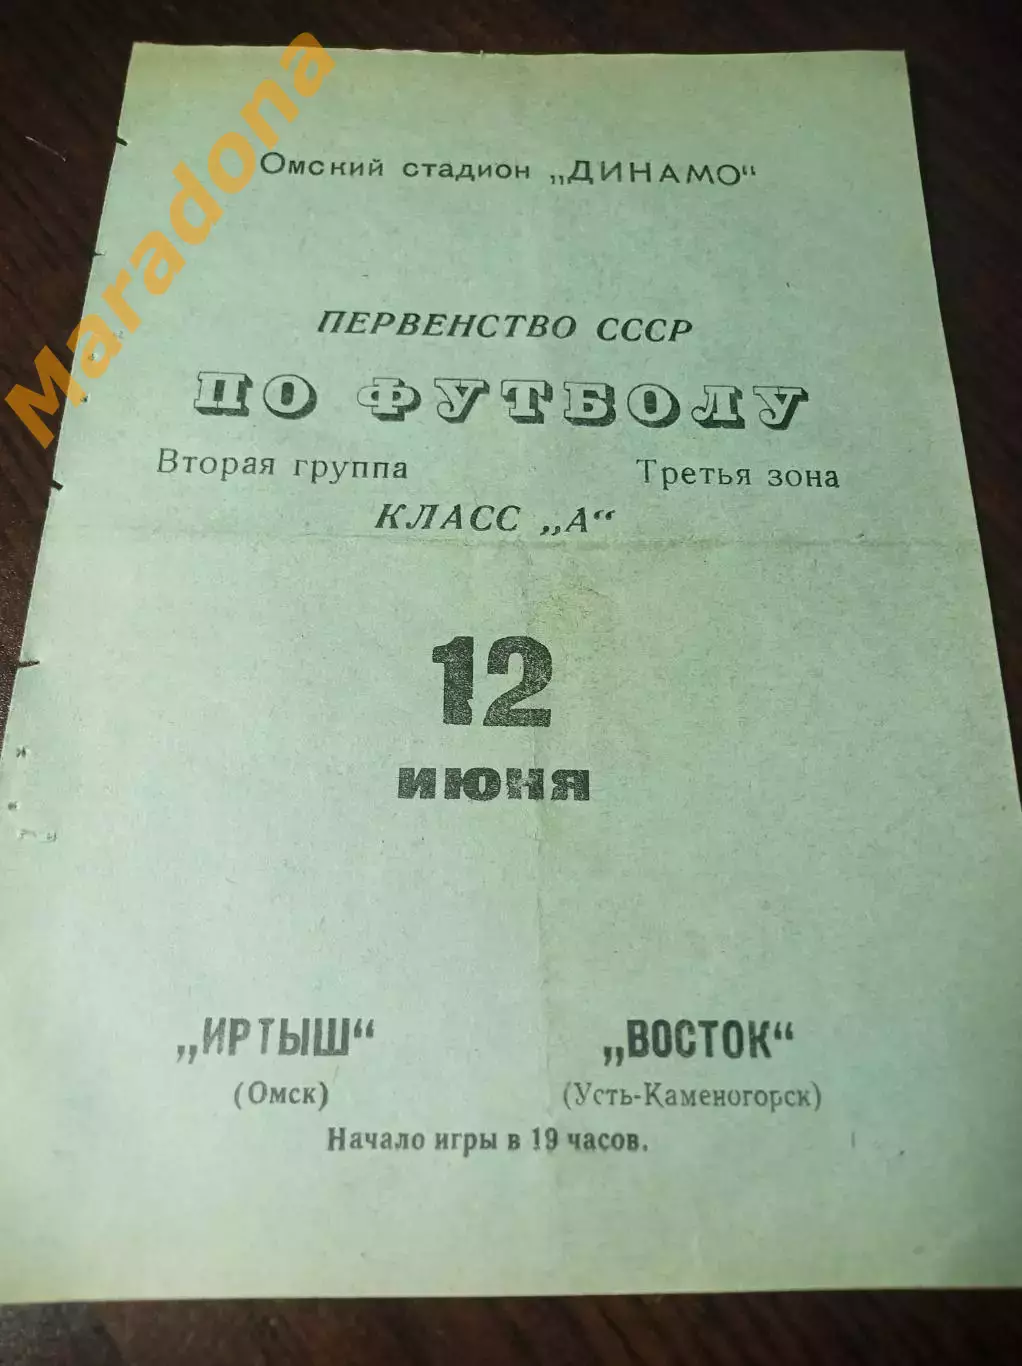 Maradona
Омский стадион „ДИНАМО“
ПЕРВЕНСТВО СССР
ПО ФУТБОЛУ
Вторая группа Третья зона
КЛАСС „А“
12
ИЮНЯ
„ИРТЫШ“ „ВОСТОК“
(Омск) (Усть-Каменогорск)
Начало игры в 19 часов.